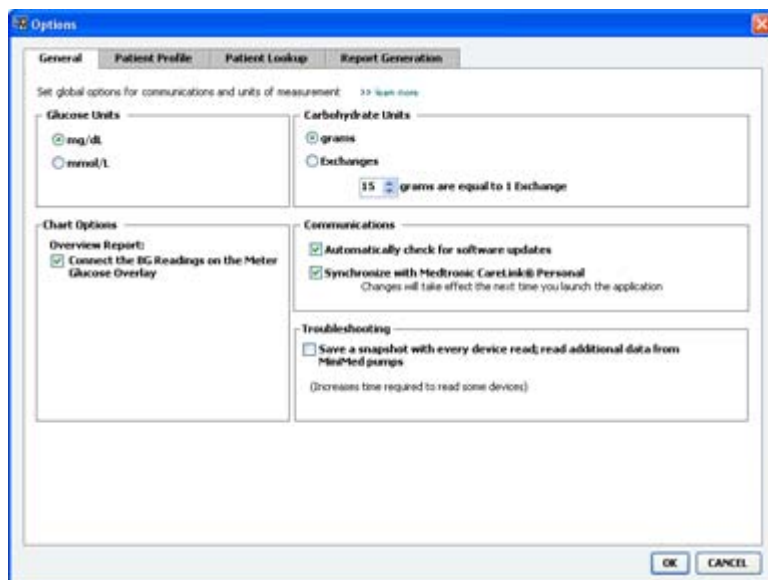 Options
General Patient Profile Patient Lookup Report Generation
Set global options for communications and units of measurement >> learn more
Glucose Units
mg/dL
mmol/L
Carbohydrate Units
grams
Exchanges
15 grams are equal to 1 Exchange
Chart Options
Overview Report:
Connect the BG Readings on the Meter
Glucose Overlay
Communications
Automatically check for software updates
Synchronize with Medtronic CareLink® Personal
Changes will take effect the next time you launch the application
Troubleshooting
Save a snapshot with every device read; read additional data from
MiniMed pumps
(Increases time required to read some devices)
OK CANCEL